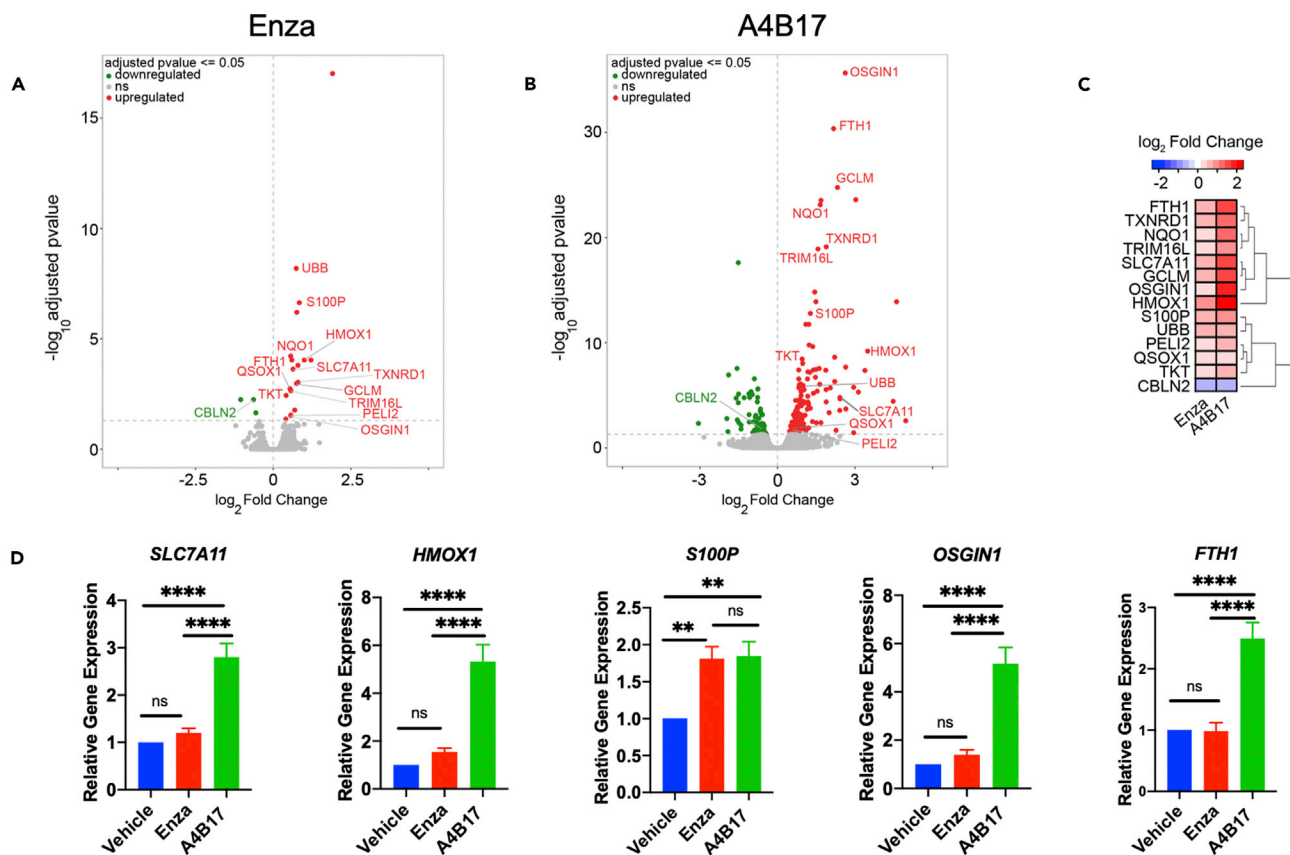 Enza
A4B17
A
adjusted pvalue <= 0.05
downregulated
ns
upregulated
15
10
5
0
-log10 adjusted pvalue
UBB
S100P
HMOX1
NQO1
FTH1
SLC7A11
QSOX1
TXNRD1
GCLM
TKT
TRIM16L
CBLN2
PELI2
OSGIN1
-2.5
0
2.5
log2 Fold Change
B
adjusted pvalue <= 0.05
downregulated
ns
upregulated
30
20
10
0
-log10 adjusted pvalue
OSGIN1
FTH1
GCLM
NQO1
TXNRD1
TRIM16L
S100P
TKT
HMOX1
UBB
CBLN2
SLC7A11
QSOX1
PELI2
-3
0
3
log2 Fold Change
C
log2 Fold Change
-2 0 2
FTH1
TXNRD1
NQO1
TRIM16L
SLC7A11
GCLM
OSGIN1
HMOX1
S100P
UBB
PELI2
QSOX1
TKT
CBLN2
Enza
A4B17
D
SLC7A11
Relative Gene Expression
4
3
2
1
0
****
****
ns
Vehicle
Enza
A4B17
HMOX1
Relative Gene Expression
8
6
4
2
0
****
****
ns
Vehicle
Enza
A4B17
S100P
Relative Gene Expression
2.5
2.0
1.5
1.0
0.5
0.0
**
ns
**
Vehicle
Enza
A4B17
OSGIN1
Relative Gene Expression
8
6
4
2
0
****
****
ns
Vehicle
Enza
A4B17
FTH1
Relative Gene Expression
3
2
1
0
****
****
ns
Vehicle
Enza
A4B17